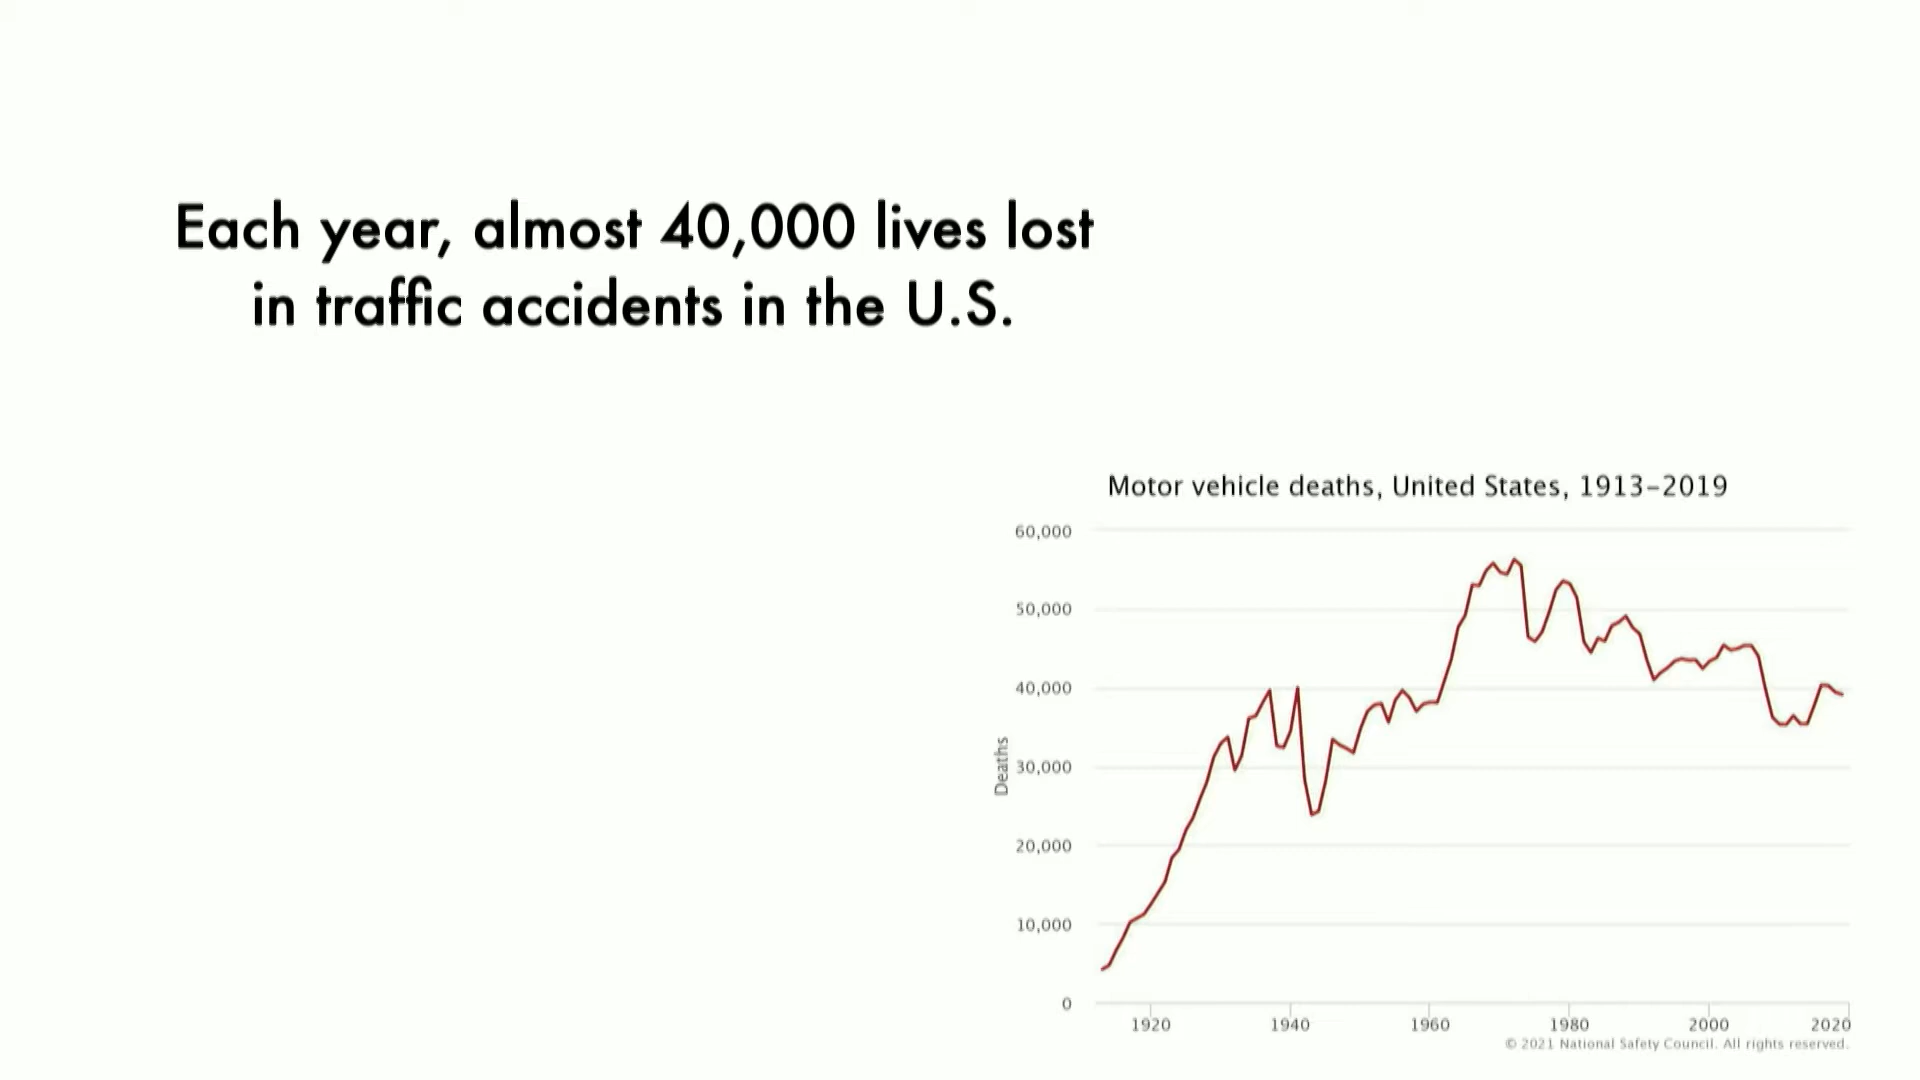 Each year, almost 40,000 lives lost
in traffic accidents in the U.S.
Motor vehicle deaths, United States, 1913–2019
60,000
50,000
40,000
30,000
20,000
10,000
0
Deaths
1920 1940 1960 1980 2000 2020
© 2021 National Safety Council. All rights reserved.